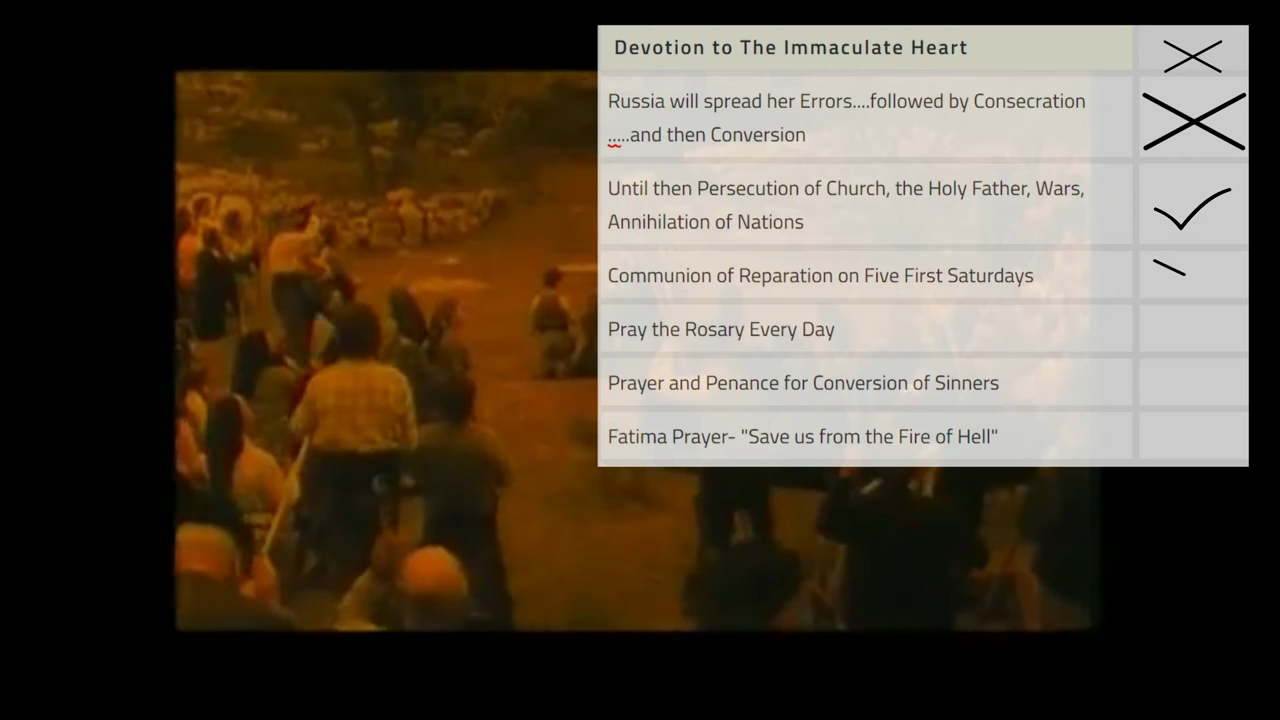 Devotion to The Immaculate Heart
Russia will spread her Errors....followed by Consecration
.....and then Conversion
Until then Persecution of Church, the Holy Father, Wars,
Annihilation of Nations
Communion of Reparation on Five First Saturdays
Pray the Rosary Every Day
Prayer and Penance for Conversion of Sinners
Fatima Prayer- "Save us from the Fire of Hell"